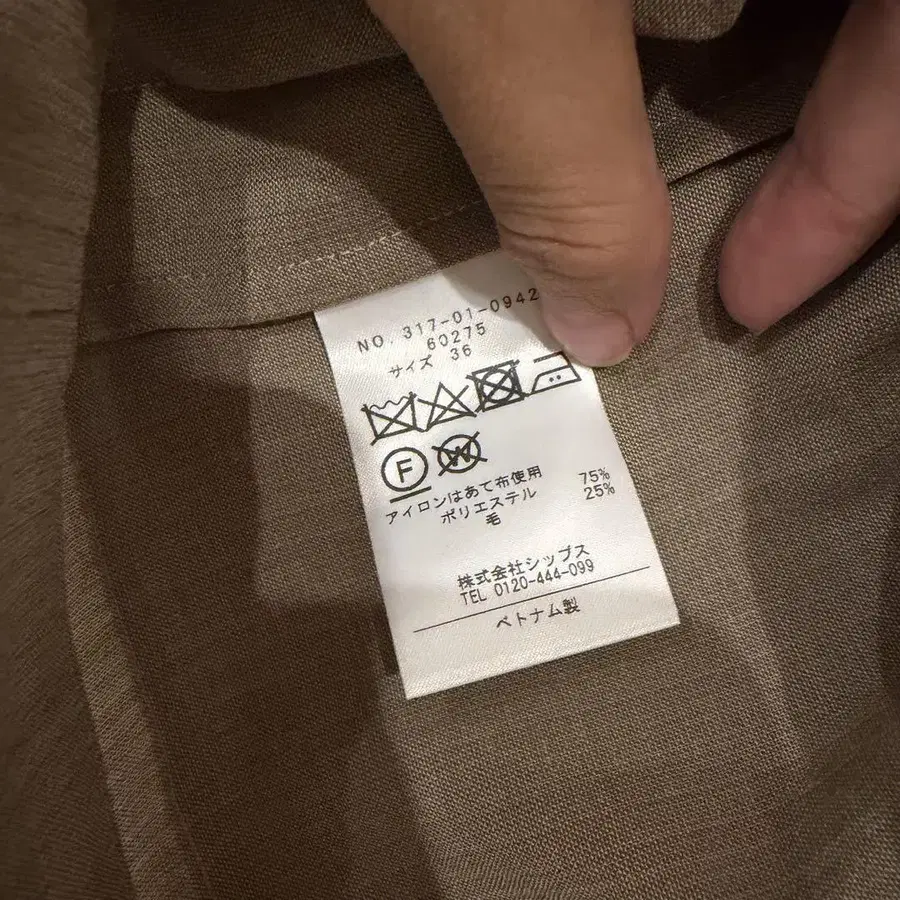 NO. 317-01-0942
60275
サイズ 36
F W
アイロンはあて布使用
ポリエステル 75%
毛 25%
株式会社シップス
TEL 0120-444-099
ベトナム製